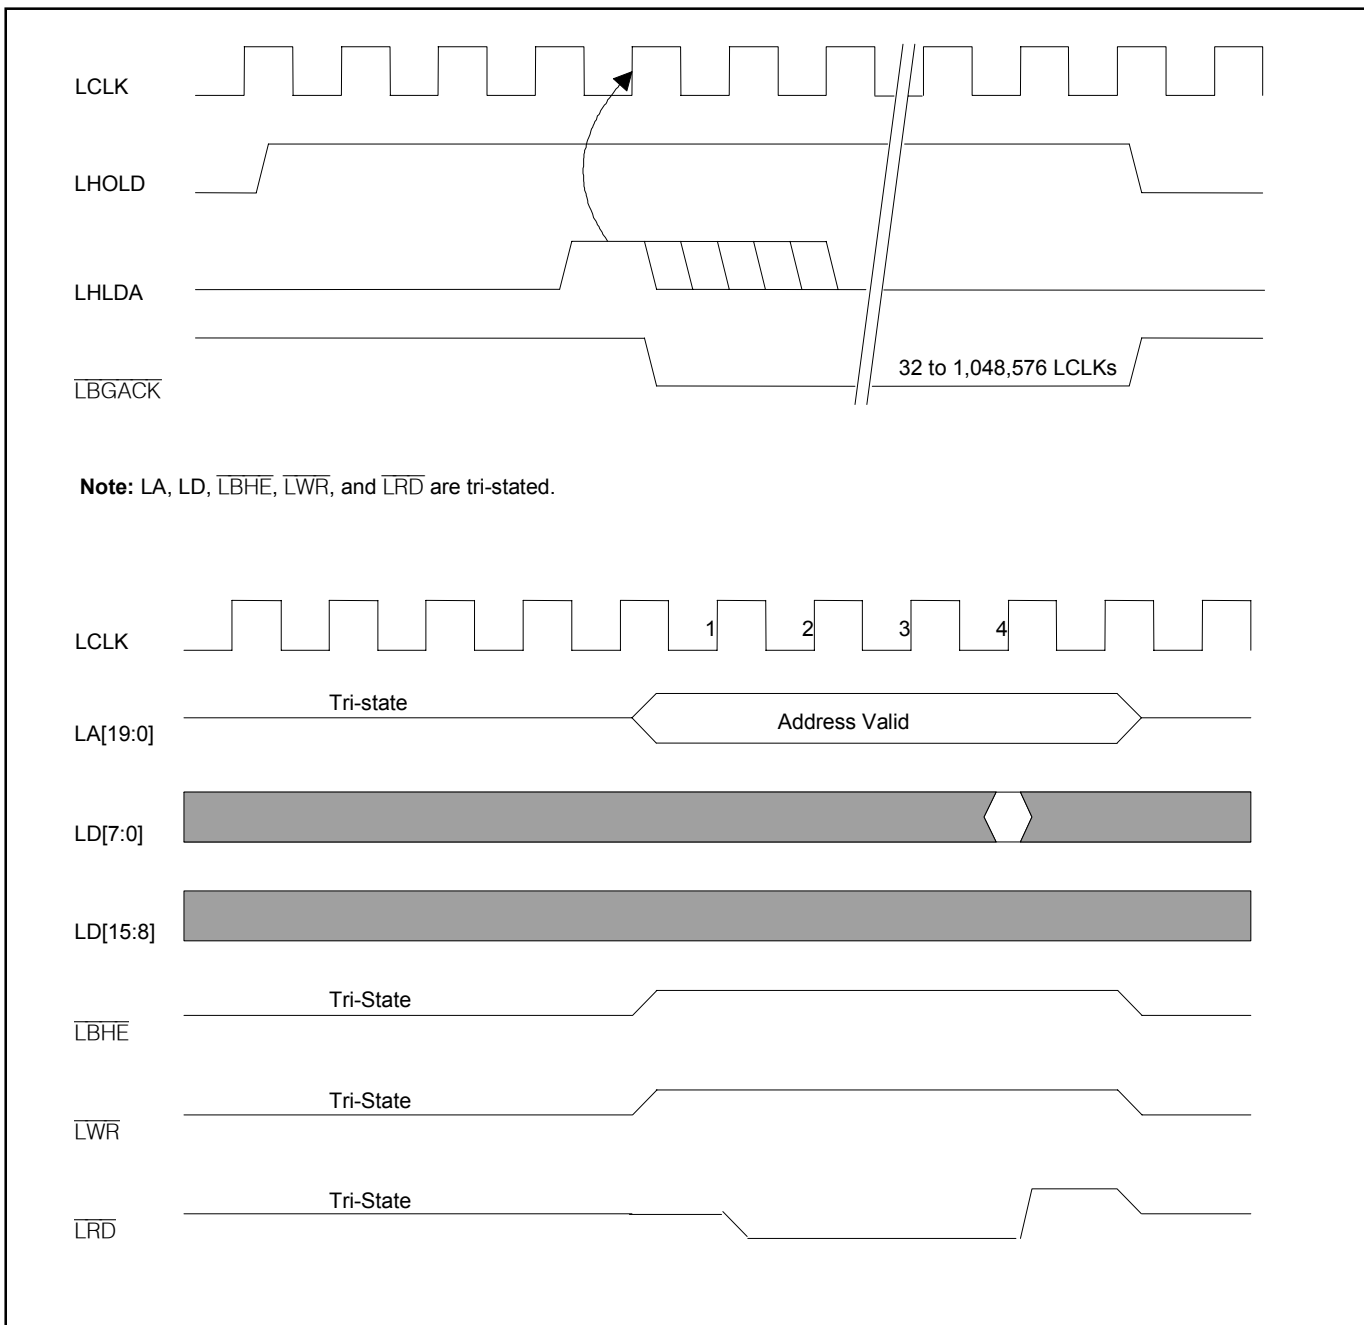 LCLK
LHOLD
LHLDA
LBGACK
32 to 1,048,576 LCLKs
Note: LA, LD, LBHE, LWR, and LRD are tri-stated.
LCLK
1 2 3 4
LA[19:0]
Tri-state
Address Valid
LD[7:0]
LD[15:8]
LBHE
Tri-State
LWR
Tri-State
LRD
Tri-State